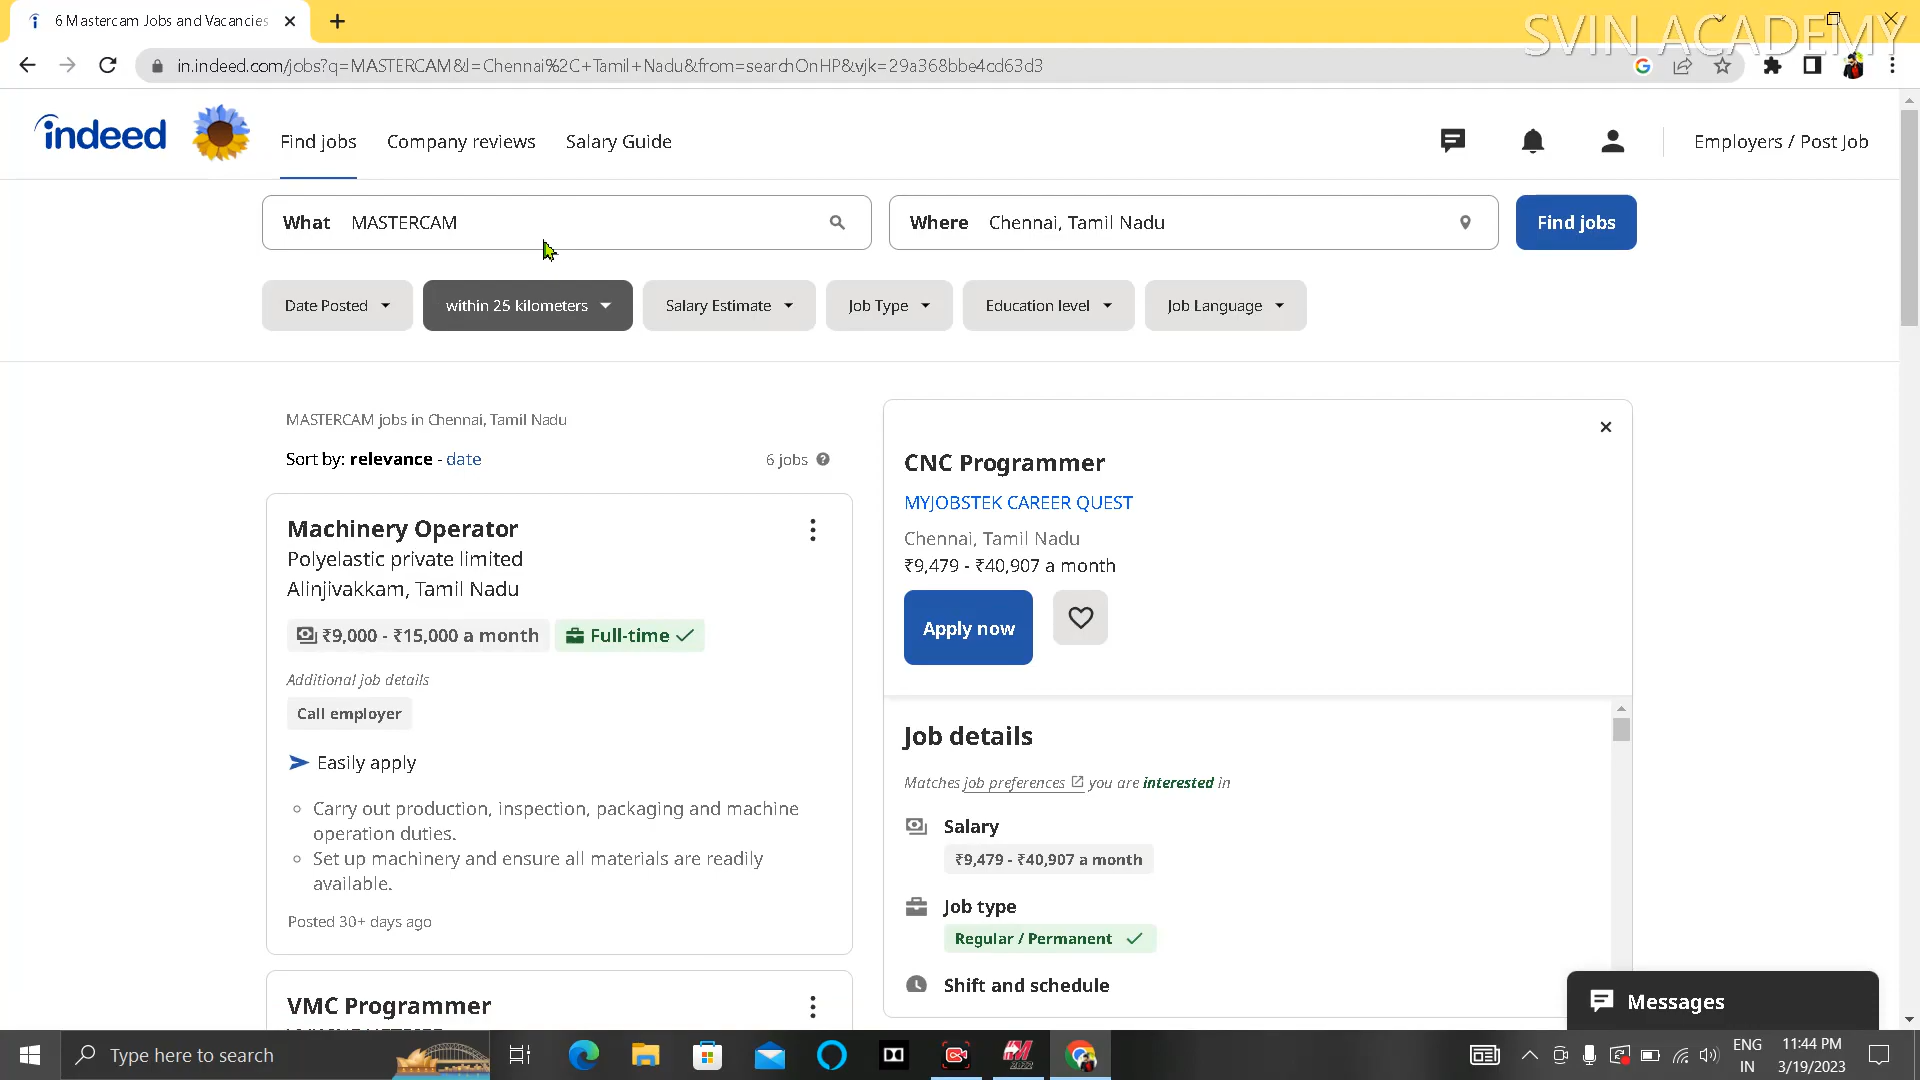 6 Mastercam Jobs and Vacancies
SVIN ACADEMY
in.indeed.com/jobs?q=MASTERCAM&l=Chennai%2C+Tamil+Nadu&from=searchOnHP&vjk=29a368bbe4cd63d3
indeed
Find jobs
Company reviews
Salary Guide
Employers / Post Job
What MASTERCAM
Where Chennai, Tamil Nadu
Find jobs
Date Posted
within 25 kilometers
Salary Estimate
Job Type
Education level
Job Language
MASTERCAM jobs in Chennai, Tamil Nadu
Sort by: relevance - date
6 jobs
Machinery Operator
Polyelastic private limited
Alinjivakkam, Tamil Nadu
₹9,000 - ₹15,000 a month
Full-time
Additional job details
Call employer
Easily apply
Carry out production, inspection, packaging and machine
operation duties.
Set up machinery and ensure all materials are readily
available.
Posted 30+ days ago
VMC Programmer
CNC Programmer
MYJOBSTEK CAREER QUEST
Chennai, Tamil Nadu
₹9,479 - ₹40,907 a month
Apply now
Job details
Matches job preferences you are interested in
Salary
₹9,479 - ₹40,907 a month
Job type
Regular / Permanent
Shift and schedule
Messages
Type here to search
2022
ENG
IN
11:44 PM
3/19/2023